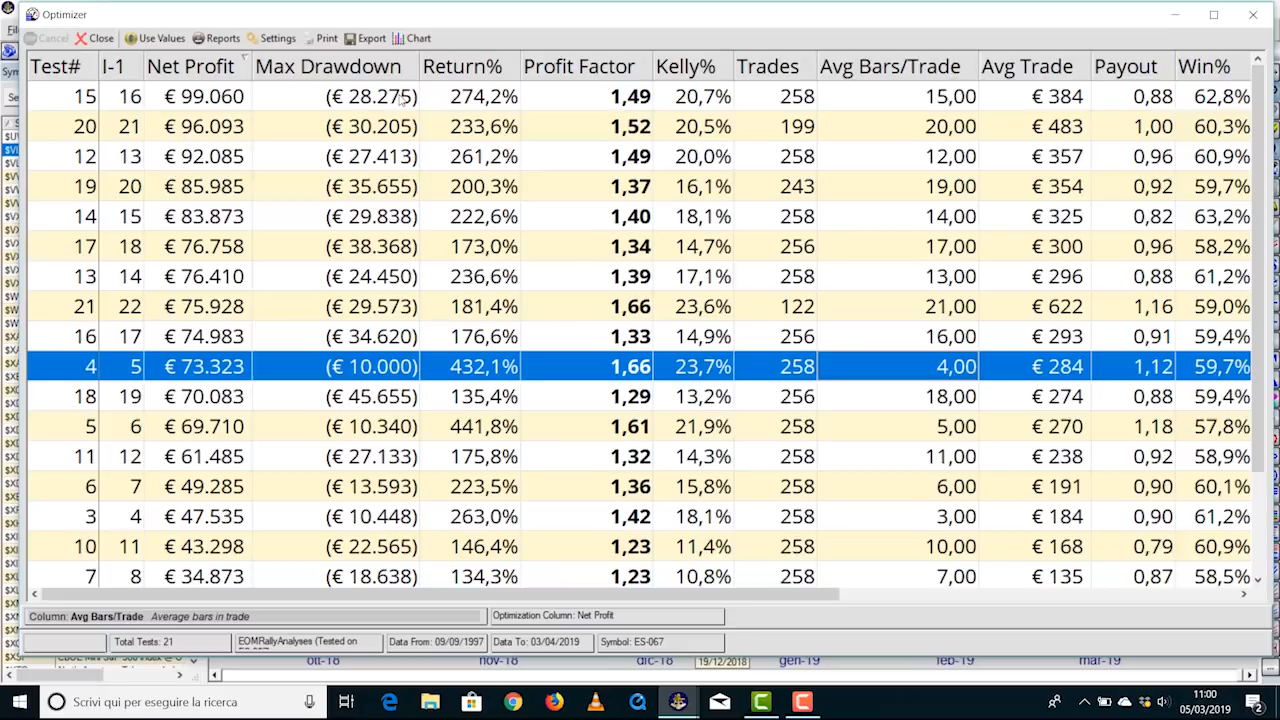 Optimizer
Cancel Close Use Values Reports Settings Print Export Chart
Test# I-1 Net Profit Max Drawdown Return% Profit Factor Kelly% Trades Avg Bars/Trade Avg Trade Payout Win%
15 16 € 99.060 (€ 28.275) 274,2% 1,49 20,7% 258 15,00 € 384 0,88 62,8%
20 21 € 96.093 (€ 30.205) 233,6% 1,52 20,5% 199 20,00 € 483 1,00 60,3%
12 13 € 92.085 (€ 27.413) 261,2% 1,49 20,0% 258 12,00 € 357 0,96 60,9%
19 20 € 85.985 (€ 35.655) 200,3% 1,37 16,1% 243 19,00 € 354 0,92 59,7%
14 15 € 83.873 (€ 29.838) 222,6% 1,40 18,1% 258 14,00 € 325 0,82 63,2%
17 18 € 76.758 (€ 38.368) 173,0% 1,34 14,7% 256 17,00 € 300 0,96 58,2%
13 14 € 76.410 (€ 24.450) 236,6% 1,39 17,1% 258 13,00 € 296 0,88 61,2%
21 22 € 75.928 (€ 29.573) 181,4% 1,66 23,6% 122 21,00 € 622 1,16 59,0%
16 17 € 74.983 (€ 34.620) 176,6% 1,33 14,9% 256 16,00 € 293 0,91 59,4%
4 5 € 73.323 (€ 10.000) 432,1% 1,66 23,7% 258 4,00 € 284 1,12 59,7%
18 19 € 70.083 (€ 45.655) 135,4% 1,29 13,2% 256 18,00 € 274 0,88 59,4%
5 6 € 69.710 (€ 10.340) 441,8% 1,61 21,9% 258 5,00 € 270 1,18 57,8%
11 12 € 61.485 (€ 27.133) 175,8% 1,32 14,3% 258 11,00 € 238 0,92 58,9%
6 7 € 49.285 (€ 13.593) 223,5% 1,36 15,8% 258 6,00 € 191 0,90 60,1%
3 4 € 47.535 (€ 10.448) 263,0% 1,42 18,1% 258 3,00 € 184 0,90 61,2%
10 11 € 43.298 (€ 22.565) 146,4% 1,23 11,4% 258 10,00 € 168 0,79 60,9%
7 8 € 34.873 (€ 18.638) 134,3% 1,23 10,8% 258 7,00 € 135 0,87 58,5%
Column: Avg Bars/Trade Average bars in trade Optimization Column: Net Profit
Total Tests: 21 EOMRallyAnalyses (Tested on Data From: 09/09/1997 Data To: 03/04/2019 Symbol: ES-067
ott-18 nov-18 dic-18 19/12/2018 gen-19 feb-19 mar-19
Scrivi qui per eseguire la ricerca
11:00
05/03/2019